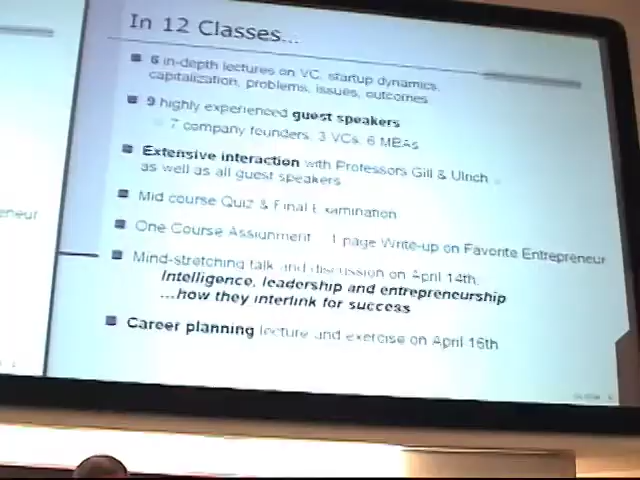 In 12 Classes...
6 in-depth lectures on VC, startup dynamics,
capitalization, problems, issues, outcomes
9 highly experienced guest speakers
7 company founders, 3 VCs, 6 MBAs
Extensive interaction with Professors Gill & Ulrich
as well as all guest speakers
Mid course Quiz & Final Examination
One Course Assignment 1 page Write-up on Favorite Entrepreneur
Mind-stretching talk and discussion on April 14th:
Intelligence, leadership and entrepreneurship
...how they interlink for success
Career planning lecture and exercise on April 16th